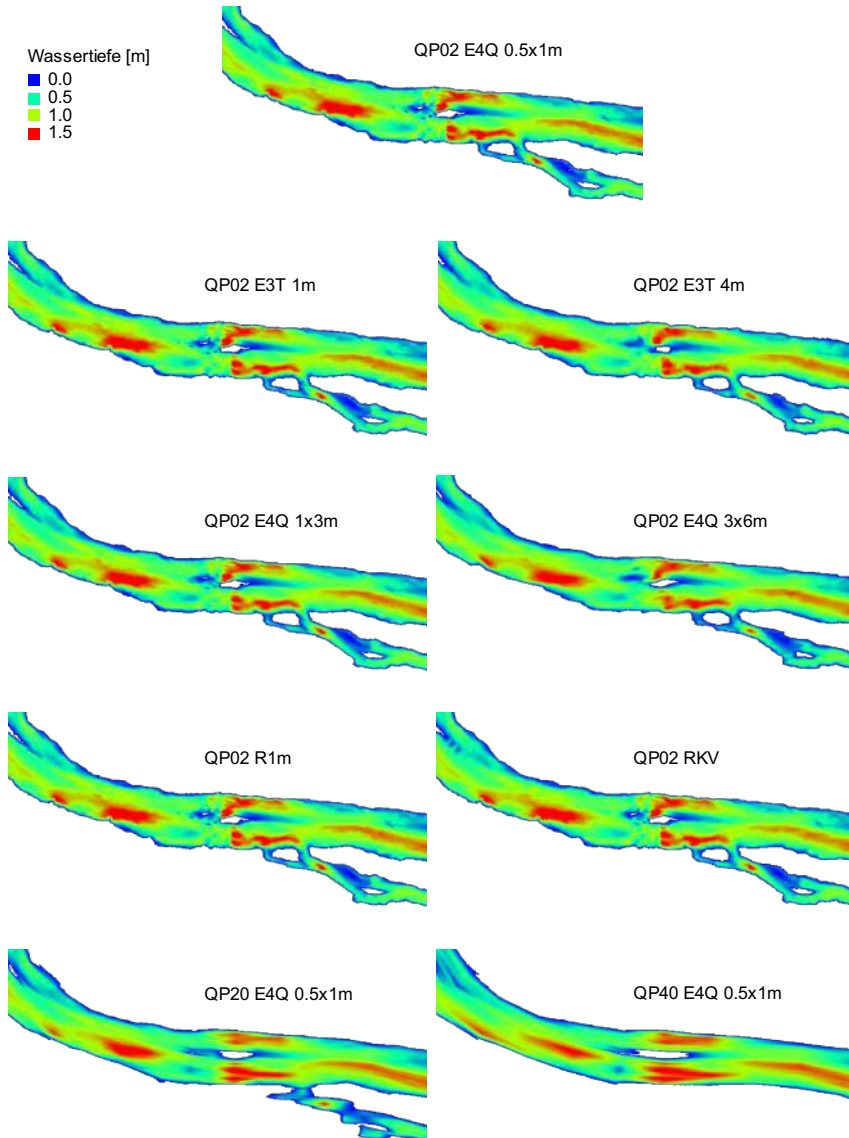 QP02 E4Q 0.5x1m
Wassertiefe [m]
0.0
0.5
1.0
1.5
QP02 E3T 1m
QP02 E3T 4m
QP02 E4Q 1x3m
QP02 E4Q 3x6m
QP02 R1m
QP02 RKV
QP20 E4Q 0.5x1m
QP40 E4Q 0.5x1m